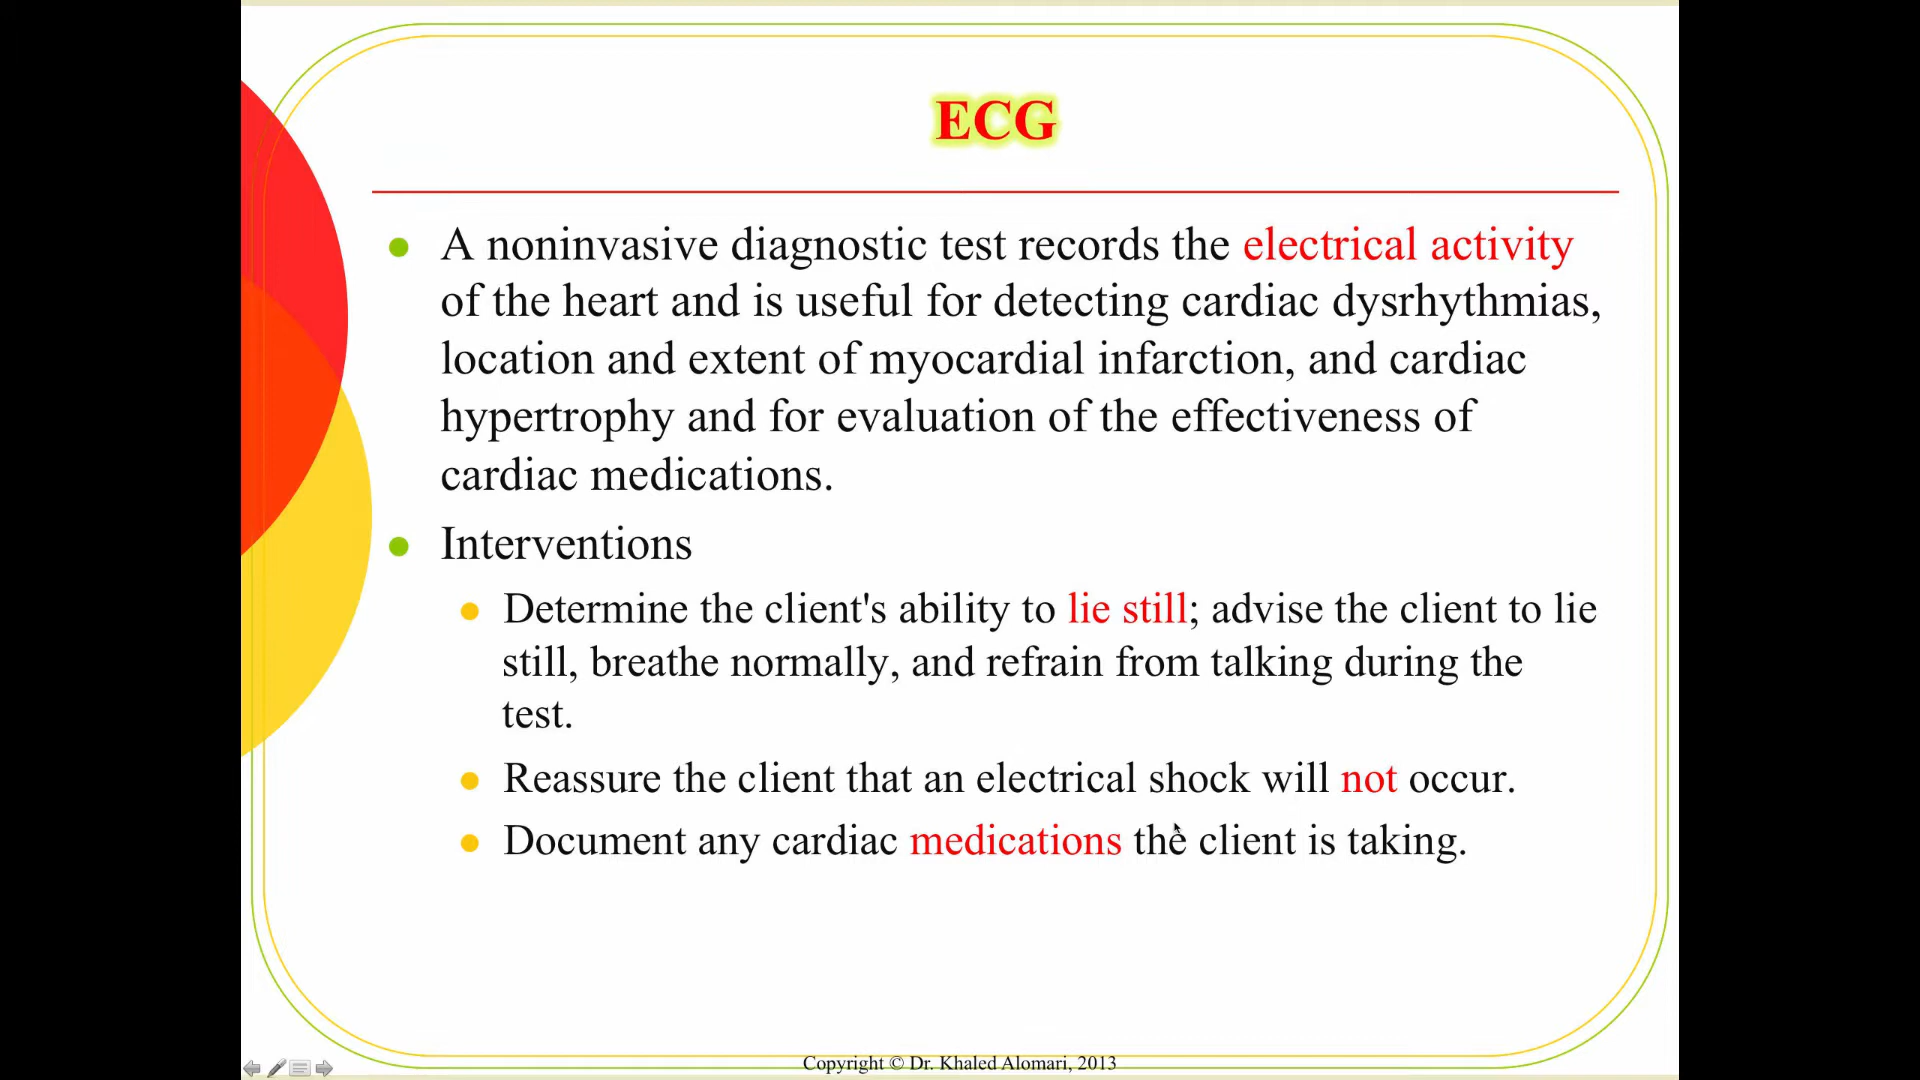 ECG
A noninvasive diagnostic test records the electrical activity
of the heart and is useful for detecting cardiac dysrhythmias,
location and extent of myocardial infarction, and cardiac
hypertrophy and for evaluation of the effectiveness of
cardiac medications.
Interventions
Determine the client's ability to lie still; advise the client to lie
still, breathe normally, and refrain from talking during the
test.
Reassure the client that an electrical shock will not occur.
Document any cardiac medications the client is taking.
Copyright © Dr. Khaled Alomari, 2013